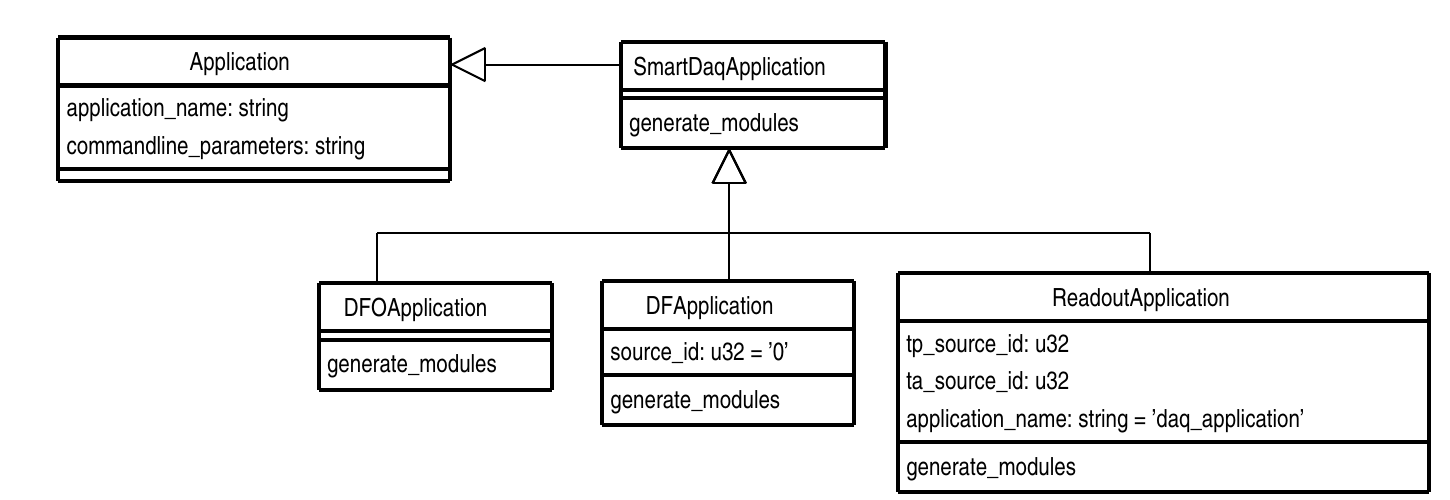 Application
application_name: string
commandline_parameters: string
SmartDaqApplication
generate_modules
DFOApplication
generate_modules
DFApplication
source_id: u32 = '0'
generate_modules
ReadoutApplication
tp_source_id: u32
ta_source_id: u32
application_name: string = 'daq_application'
generate_modules